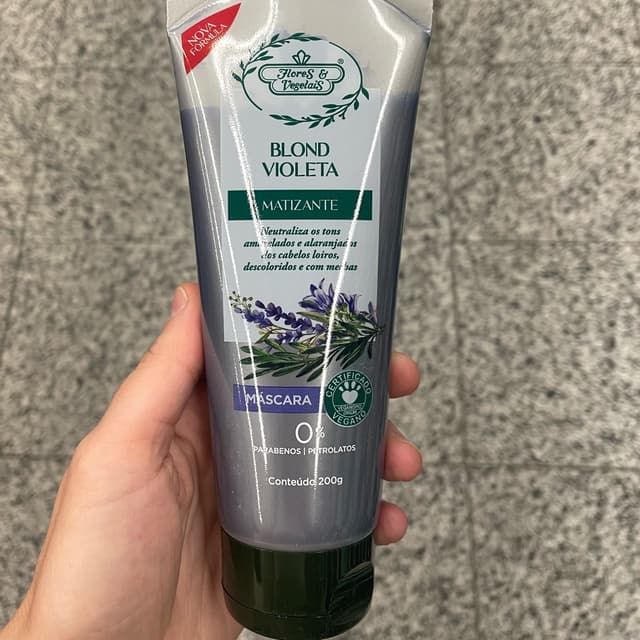 NOVA
FÓRMULA
Flores &
Vegetais
®
BLOND
VIOLETA
MATIZANTE
Neutraliza os tons
amarelados e alaranjados
dos cabelos loiros,
descoloridos e com mechas
MÁSCARA
CERTIFICADO
VEGANO
0%
PARABENOS | PETROLATOS
Conteúdo 200g